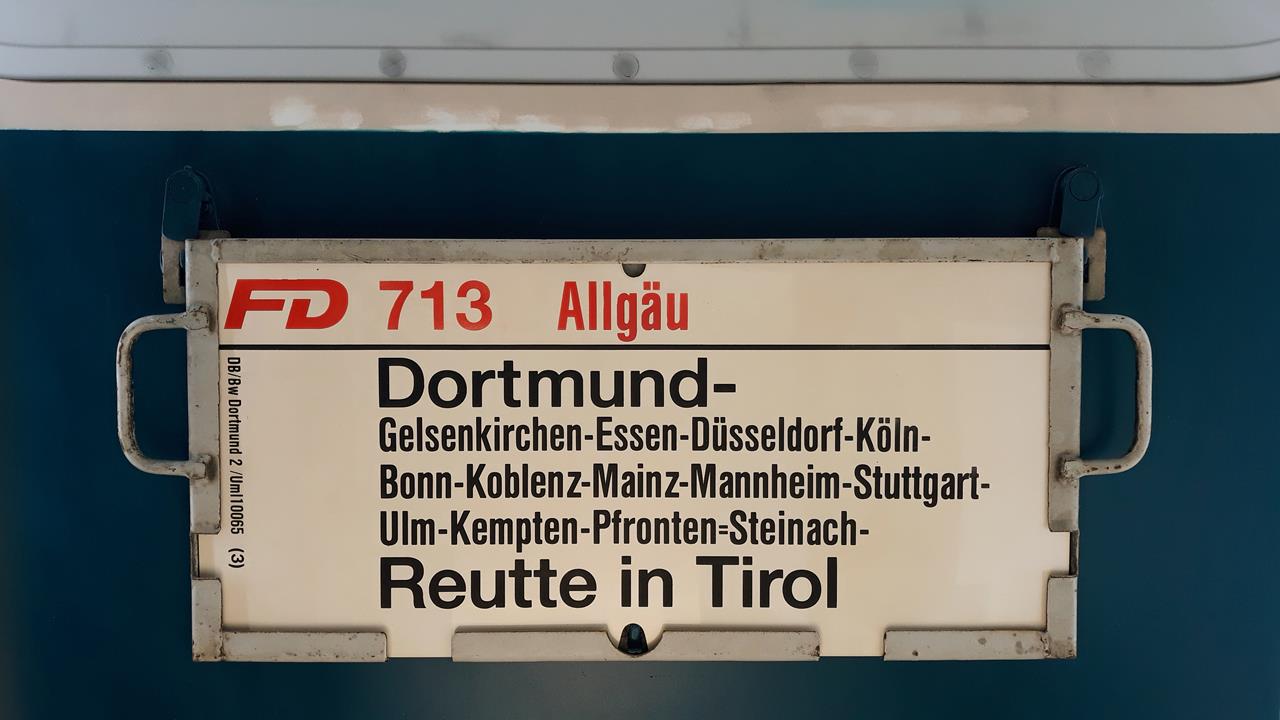 FD 713 Allgäu
Dortmund-
Gelsenkirchen-Essen-Düsseldorf-Köln-
Bonn-Koblenz-Mainz-Mannheim-Stuttgart-
Ulm-Kempten-Pfronten=Steinach-
Reutte in Tirol
DB/Bw Dortmund 2 /Uml10065 (3)